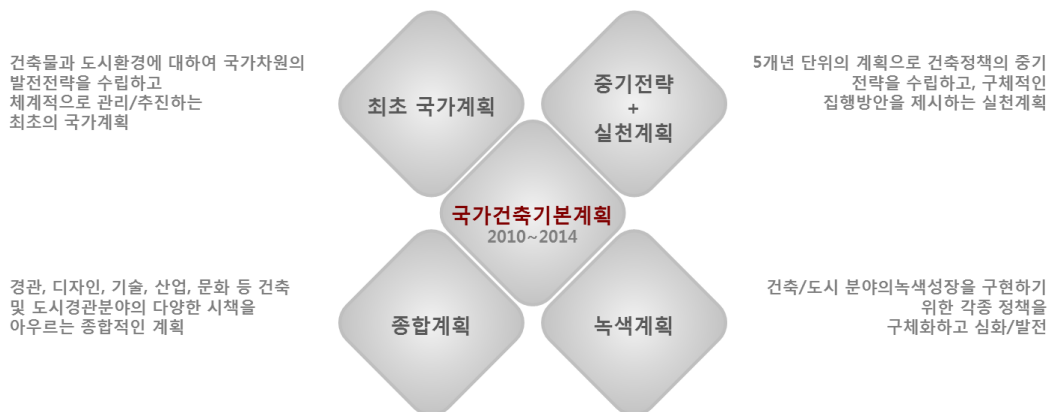 건축물과 도시환경에 대하여 국가차원의
발전전략을 수립하고
체계적으로 관리/추진하는
최초의 국가계획
최초 국가계획
중기전략
+
실천계획
5개년 단위의 계획으로 건축정책의 중기
전략을 수립하고, 구체적인
집행방안을 제시하는 실천계획
국가건축기본계획
2010~2014
경관, 디자인, 기술, 산업, 문화 등 건축
및 도시경관분야의 다양한 시책을
아우르는 종합적인 계획
종합계획
녹색계획
건축/도시 분야의녹색성장을 구현하기
위한 각종 정책을
구체화하고 심화/발전